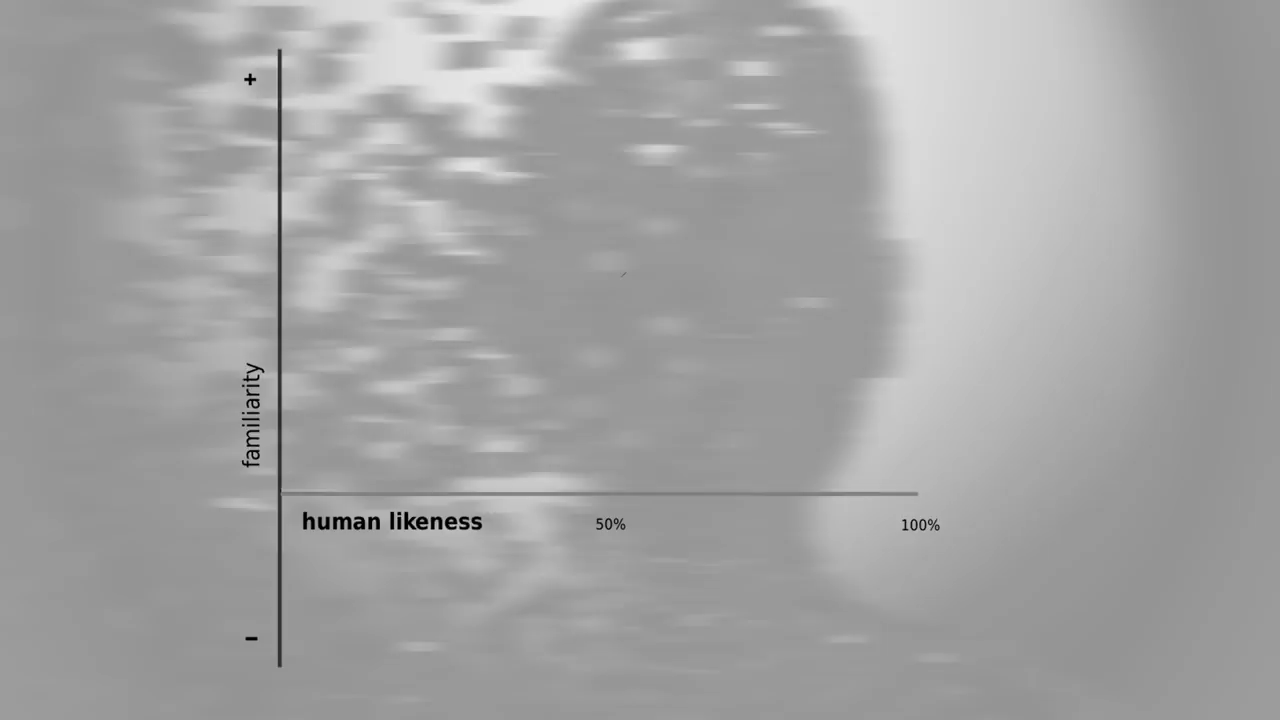 +
familiarity
human likeness
50%
100%
–